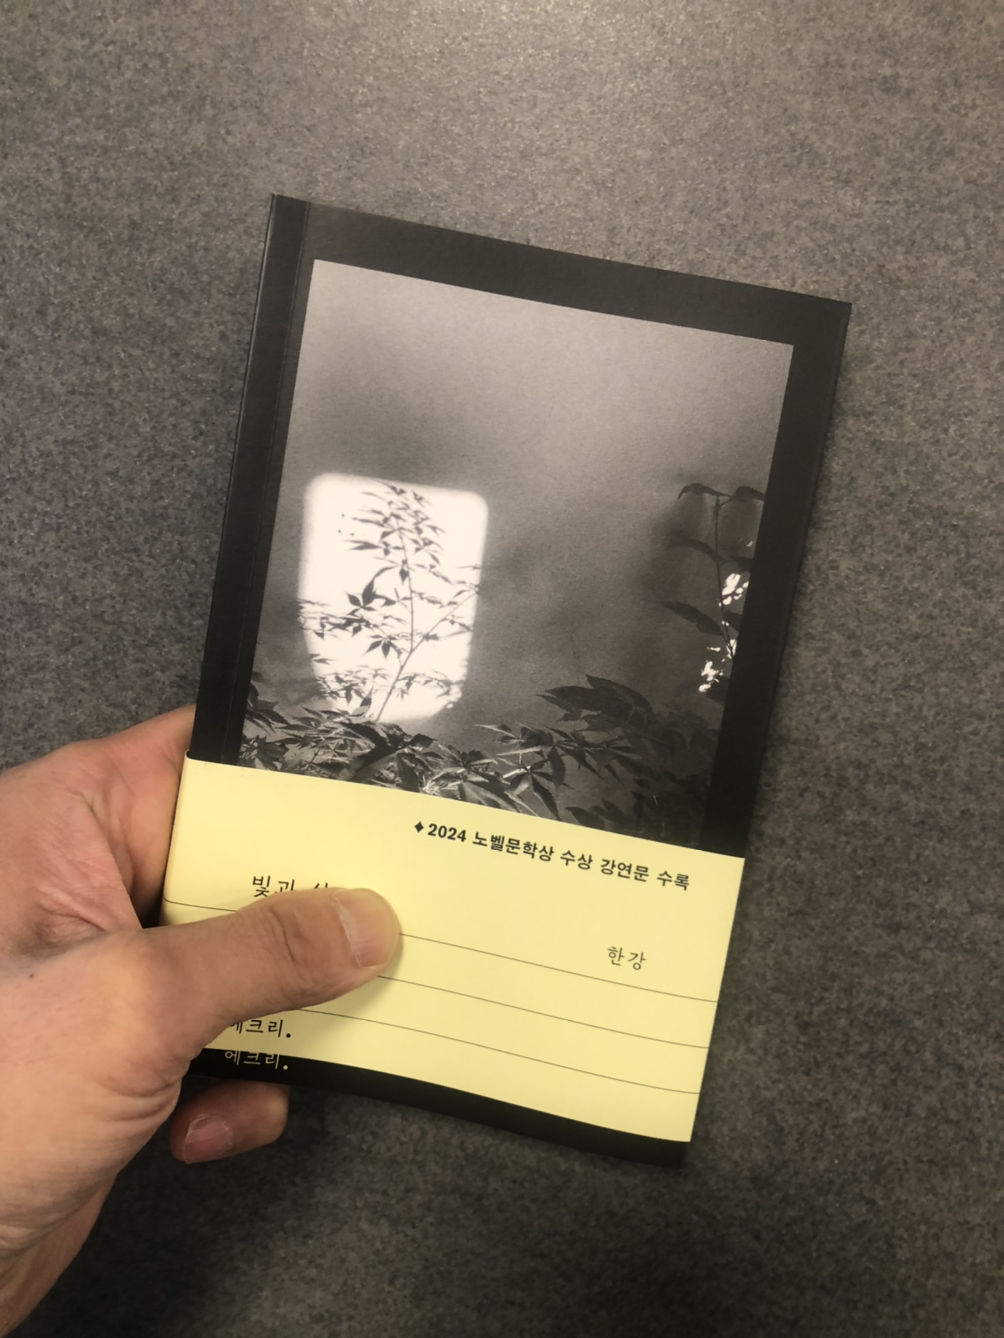 ◆2024 노벨문학상 수상 강연문 수록
빛과
한강
에크리.
에크리.